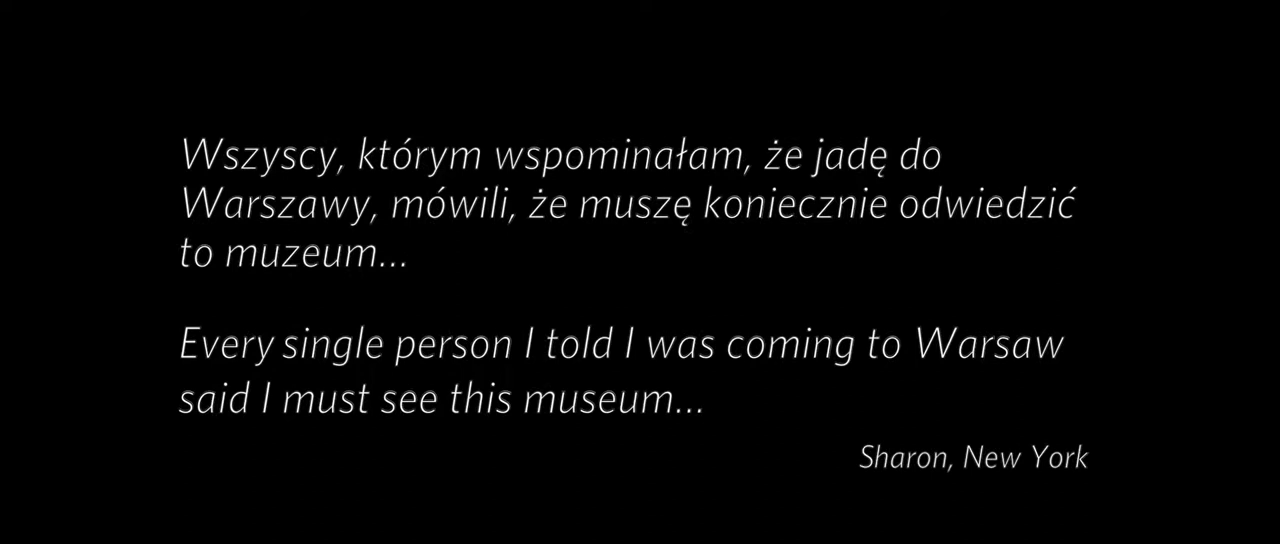 Wszyscy, którym wspominałam, że jadę do
Warszawy, mówili, że muszę koniecznie odwiedzić
to muzeum...
Every single person I told I was coming to Warsaw
said I must see this museum...
Sharon, New York